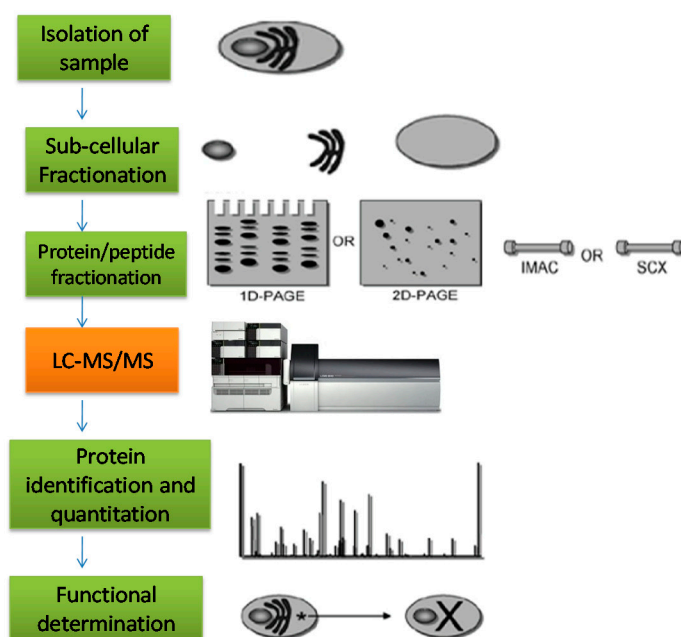 Isolation of
sample
Sub-cellular
Fractionation
Protein/peptide
fractionation
OR
1D-PAGE
2D-PAGE
IMAC
OR
SCX
LC-MS/MS
Protein
identification and
quantitation
Functional
determination
*
X